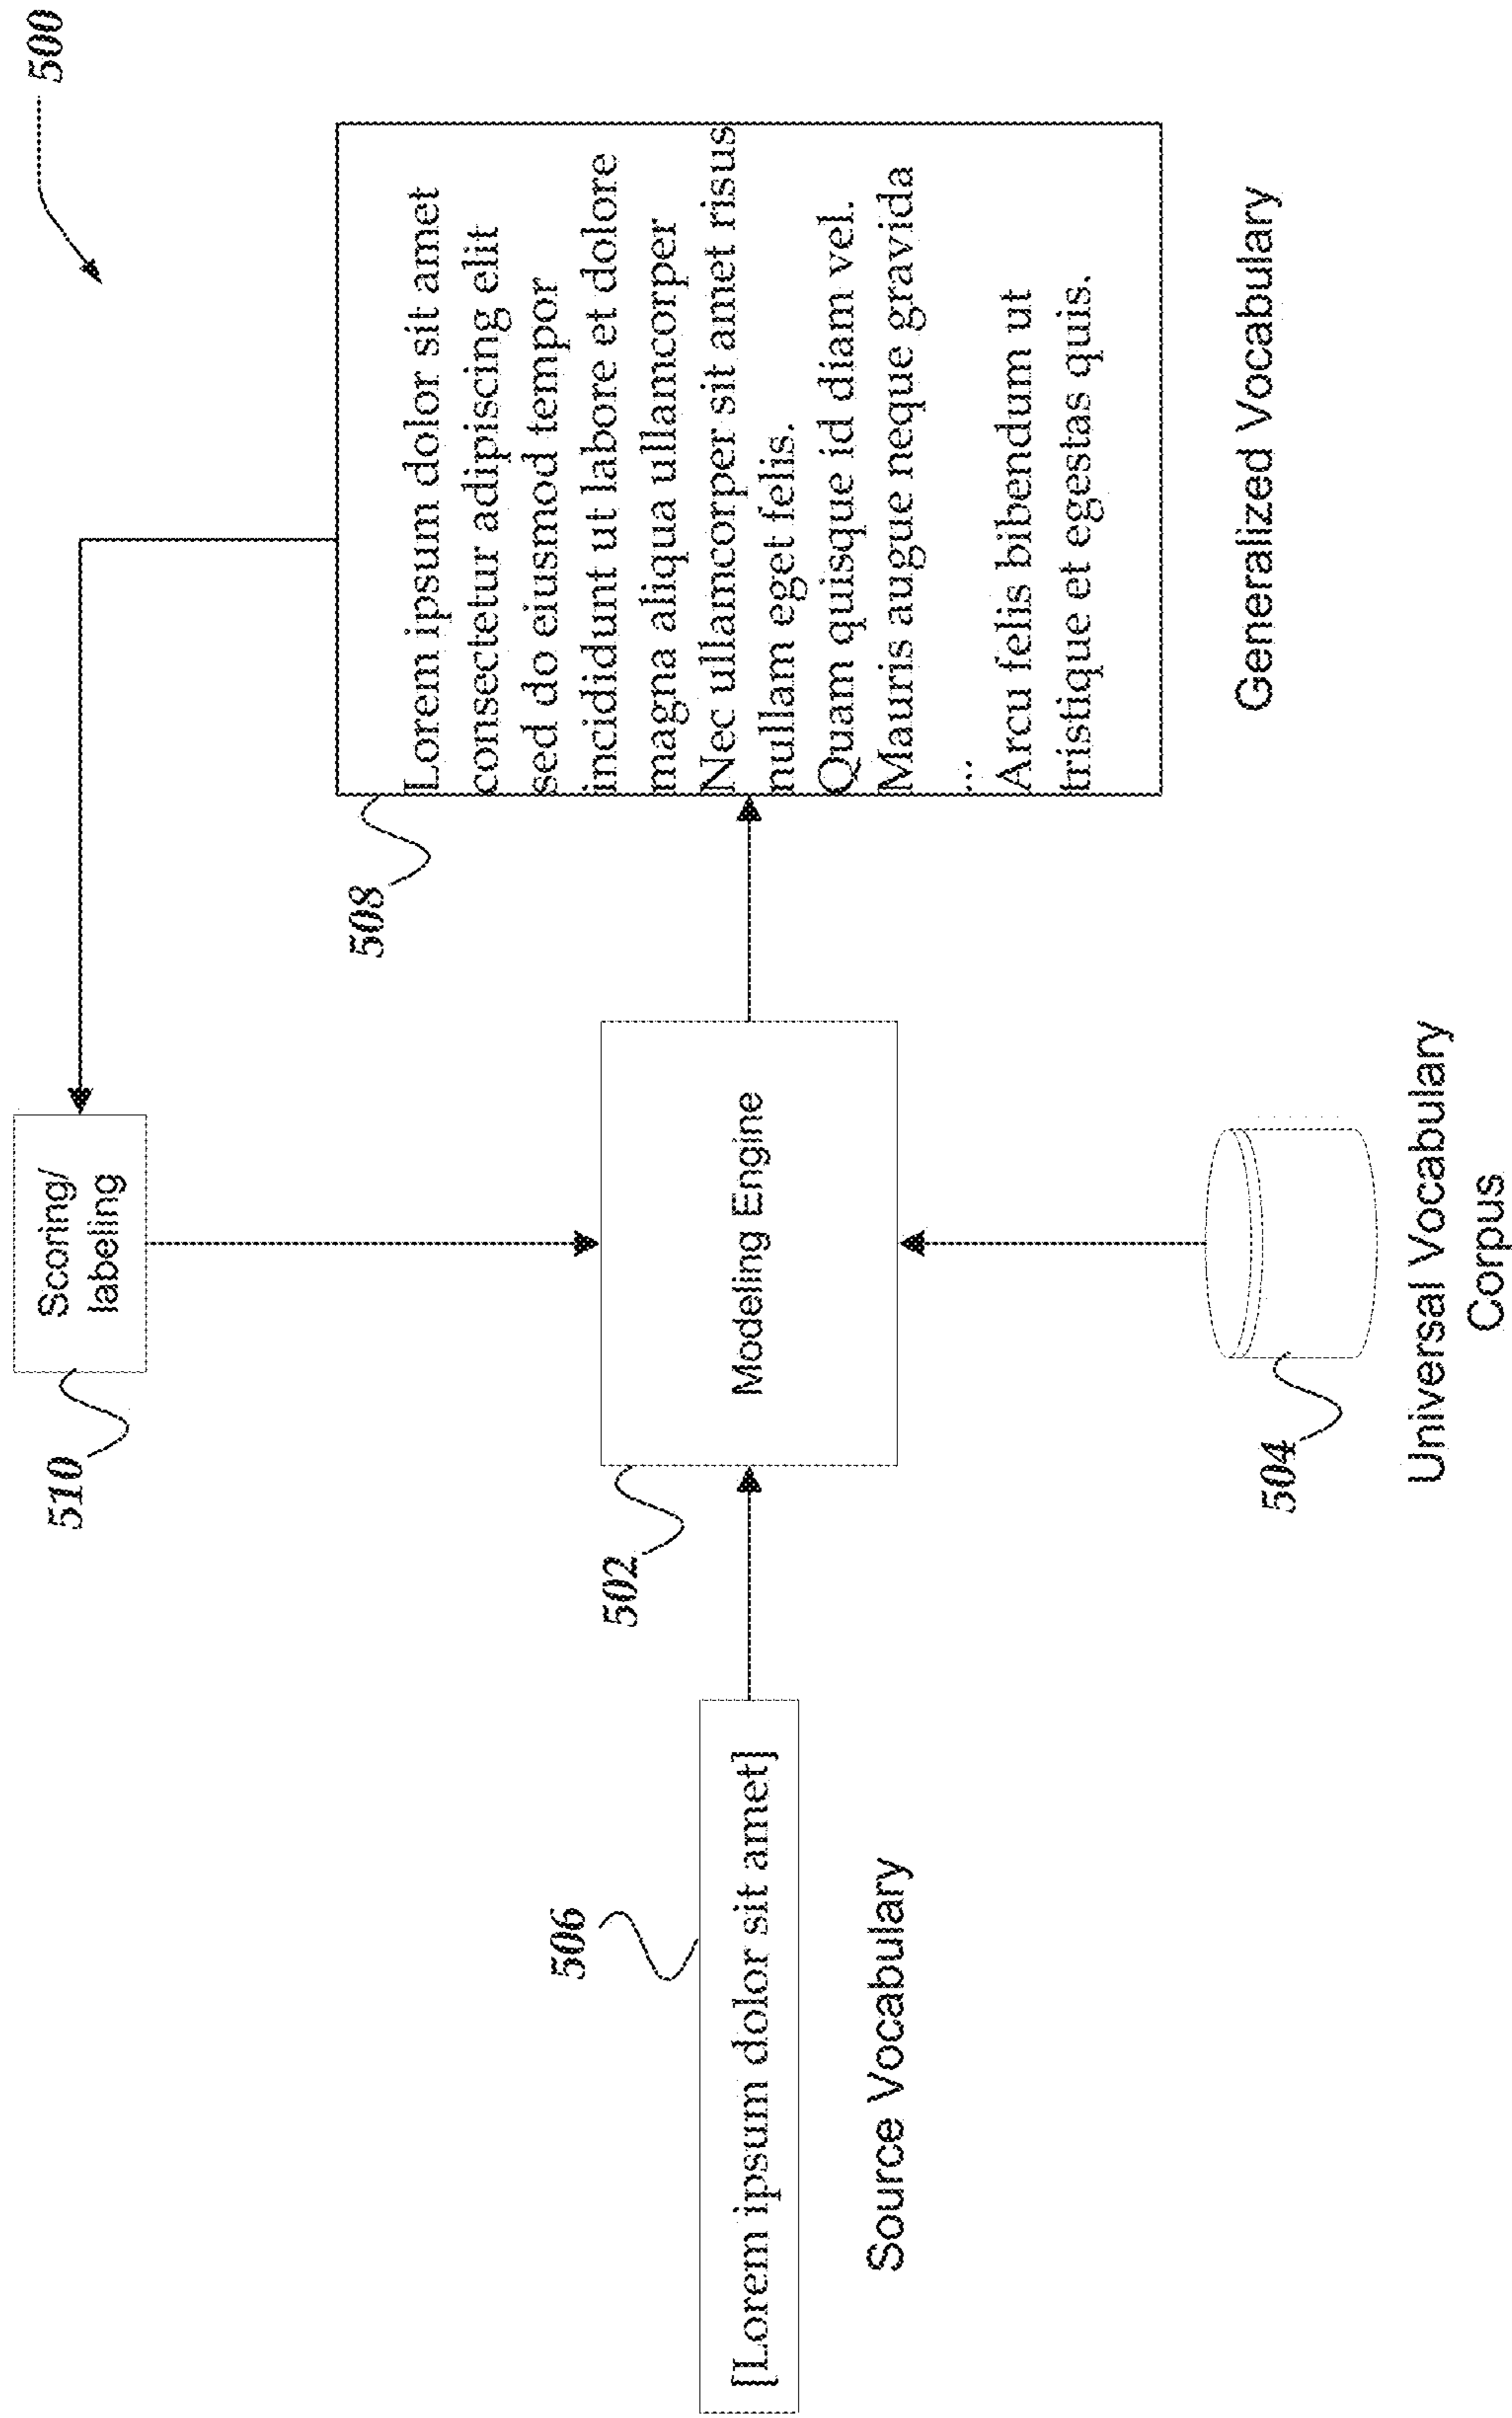 500
510
Scoring/
labeling
508
Lorem ipsum dolor sit amet
consectetur adipiscing elit
sed do eiusmod tempor
incididunt ut labore et dolore
magna aliqua ullamcorper
Nec ullamcorper sit amet risus
nullam eget felis.
Quam quisque id diam vel.
Mauris augue neque gravida
...
Arcu felis bibendum ut
tristique et egestas quis.
Generalized Vocabulary
506
[Lorem ipsum dolor sit amet]
Source Vocabulary
502
Modeling Engine
504
Universal Vocabulary
Corpus